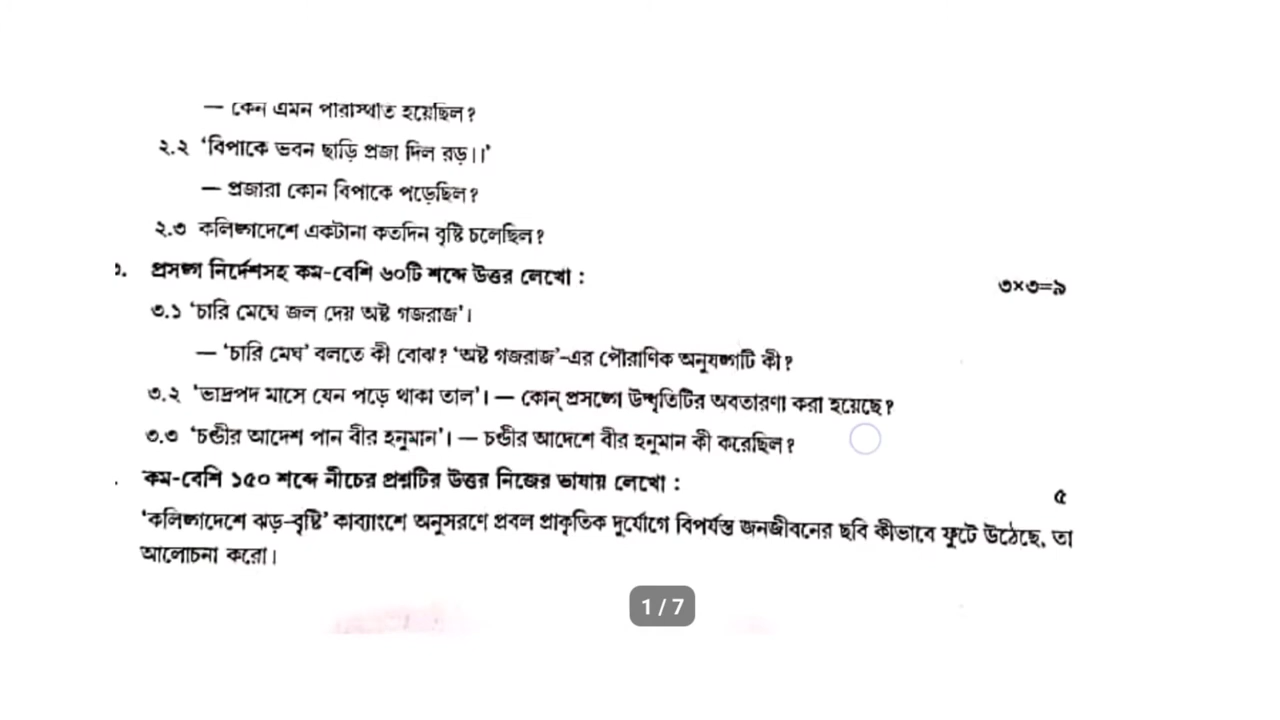 — কেন এমন পরিস্থিতি হয়েছিল?
২.২ ‘বিপাকে ভবন ছাড়ি প্রজা দিল রড়।।’
— প্রজারা কোন বিপাকে পড়েছিল?
২.৩ কলিঙ্গদেশে একটানা কতদিন বৃষ্টি চলেছিল?
৩. প্রসঙ্গ নির্দেশসহ কম-বেশি ৬০টি শব্দে উত্তর লেখো : ৩×৩=৯
৩.১ ‘চারি মেঘে জল দেয় অষ্ট গজরাজ’।
— ‘চারি মেঘ’ বলতে কী বোঝ? ‘অষ্ট গজরাজ’-এর পৌরাণিক অনুষঙ্গটি কী?
৩.২ ‘ভাদ্রপদ মাসে যেন পড়ে থাকা তাল’। — কোন্ প্রসঙ্গে উদ্ধৃতিটির অবতারণা করা হয়েছে?
৩.৩ ‘চণ্ডীর আদেশ পান বীর হনুমান’। — চণ্ডীর আদেশে বীর হনুমান কী করেছিল?
. কম-বেশি ১৫০ শব্দে নীচের প্রশ্নটির উত্তর নিজের ভাষায় লেখো : ৫
‘কলিঙ্গদেশে ঝড়-বৃষ্টি’ কাব্যাংশে অনুসরণে প্রবল প্রাকৃতিক দুর্যোগে বিপর্যস্ত জনজীবনের ছবি কীভাবে ফুটে উঠেছে, তা
আলোচনা করো।
1 / 7